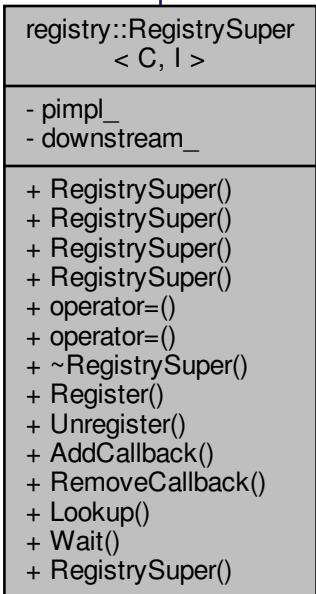 registry::RegistrySuper
< C, I >
- pimpl_
- downstream_
+ RegistrySuper()
+ RegistrySuper()
+ RegistrySuper()
+ RegistrySuper()
+ operator=()
+ operator=()
+ ~RegistrySuper()
+ Register()
+ Unregister()
+ AddCallback()
+ RemoveCallback()
+ Lookup()
+ Wait()
+ RegistrySuper()